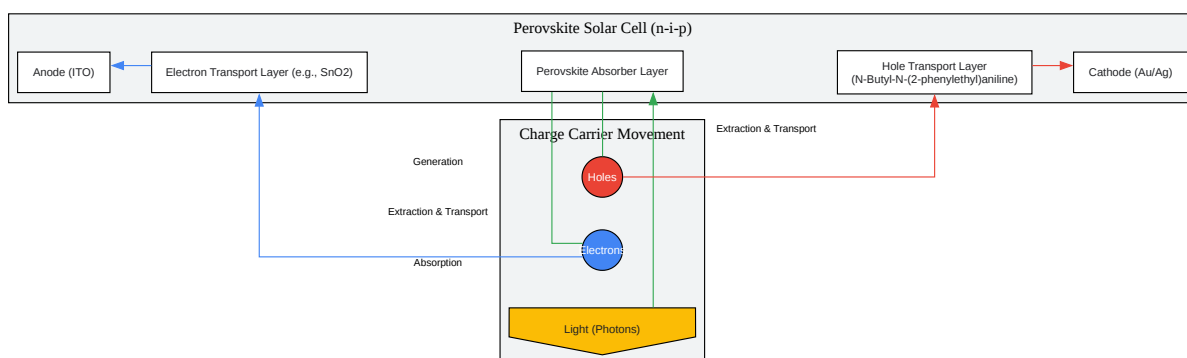 Perovskite Solar Cell (n-i-p)
Anode (ITO)
Electron Transport Layer (e.g., SnO2)
Perovskite Absorber Layer
Hole Transport Layer
(N-Butyl-N-(2-phenylethyl)aniline)
Cathode (Au/Ag)
Charge Carrier Movement
Extraction & Transport
Generation
Holes
Extraction & Transport
Electrons
Absorption
Light (Photons)